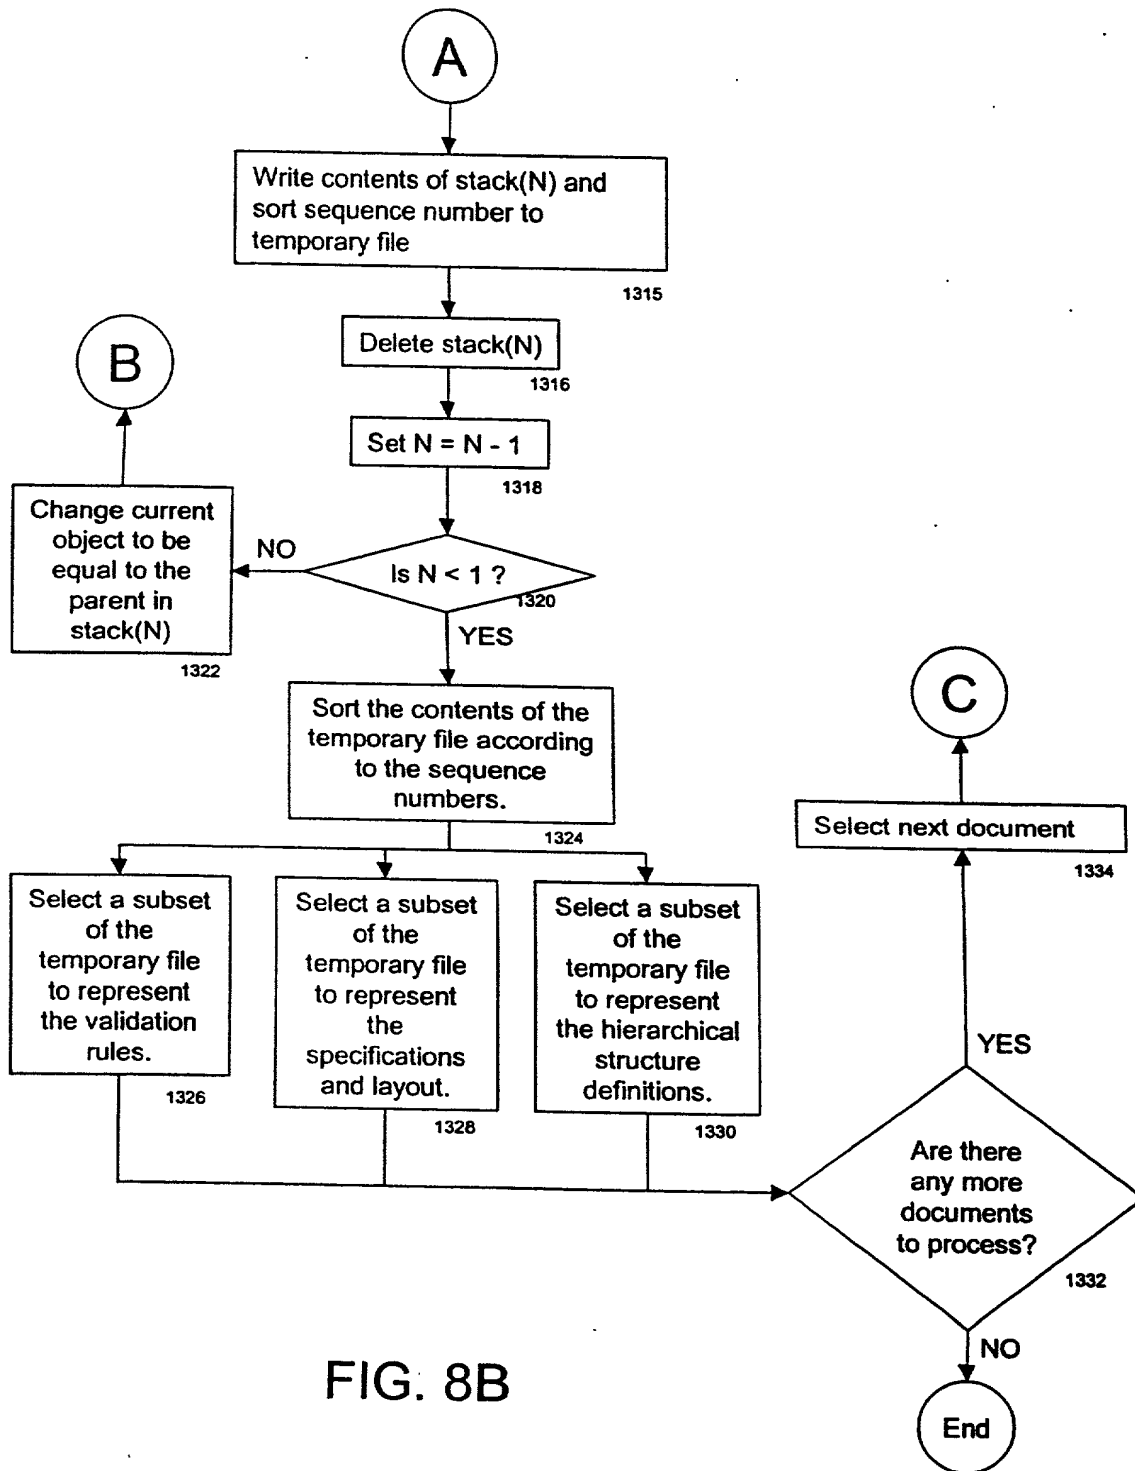 A
Write contents of stack(N) and
sort sequence number to
temporary file
1315
Delete stack(N)
1316
B
Set N = N - 1
1318
Change current
object to be
equal to the
parent in
stack(N)
1322
NO
Is N < 1 ?
1320
YES
Sort the contents of the
temporary file according
to the sequence
numbers.
1324
C
Select next document
1334
Select a subset
of the
temporary file
to represent
the validation
rules.
1326
Select a subset
of the
temporary file
to represent
the
specifications
and layout.
1328
Select a subset
of the
temporary file
to represent
the hierarchical
structure
definitions.
1330
YES
Are there
any more
documents
to process?
1332
NO
End
FIG. 8B